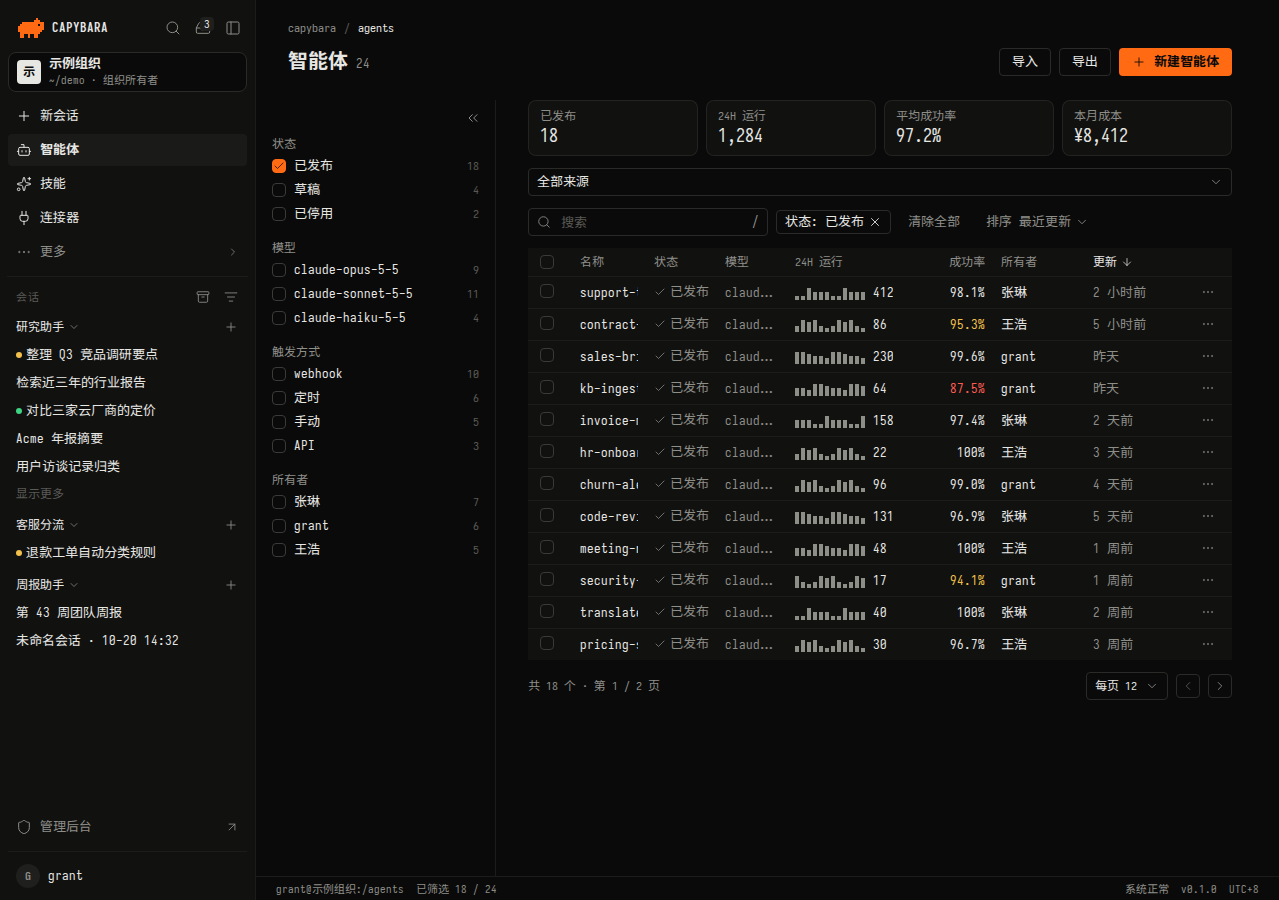 CAPYBARA
3
示
示例组织
~/demo · 组织所有者
新会话
智能体
技能
连接器
更多
会话
研究助手
整理 Q3 竞品调研要点
检索近三年的行业报告
对比三家云厂商的定价
Acme 年报摘要
用户访谈记录归类
显示更多
客服分流
退款工单自动分类规则
周报助手
第 43 周团队周报
未命名会话 · 10-20 14:32
管理后台
G grant
capybara / agents
智能体 24
导入
导出
新建智能体
状态
已发布 18
草稿 4
已停用 2
模型
claude-opus-5-5 9
claude-sonnet-5-5 11
claude-haiku-5-5 4
触发方式
webhook 10
定时 6
手动 5
API 3
所有者
张琳 7
grant 6
王浩 5
已发布
18
24H 运行
1,284
平均成功率
97.2%
本月成本
¥8,412
全部来源
搜索 /
状态: 已发布
清除全部
排序 最近更新
名称 状态 模型 24H 运行 成功率 所有者 更新
support- 已发布 claud... 412 98.1% 张琳 2 小时前
contract- 已发布 claud... 86 95.3% 王浩 5 小时前
sales-br 已发布 claud... 230 99.6% grant 昨天
kb-inges 已发布 claud... 64 87.5% grant 昨天
invoice- 已发布 claud... 158 97.4% 张琳 2 天前
hr-onboa 已发布 claud... 22 100% 王浩 3 天前
churn-al 已发布 claud... 96 99.0% grant 4 天前
code-rev 已发布 claud... 131 96.9% 张琳 5 天前
meeting- 已发布 claud... 48 100% 王浩 1 周前
security- 已发布 claud... 17 94.1% grant 1 周前
translat 已发布 claud... 40 100% 张琳 2 周前
pricing- 已发布 claud... 30 96.7% 王浩 3 周前
共 18 个 · 第 1 / 2 页
每页 12
grant@示例组织:/agents 已筛选 18 / 24
系统正常 v0.1.0 UTC+8